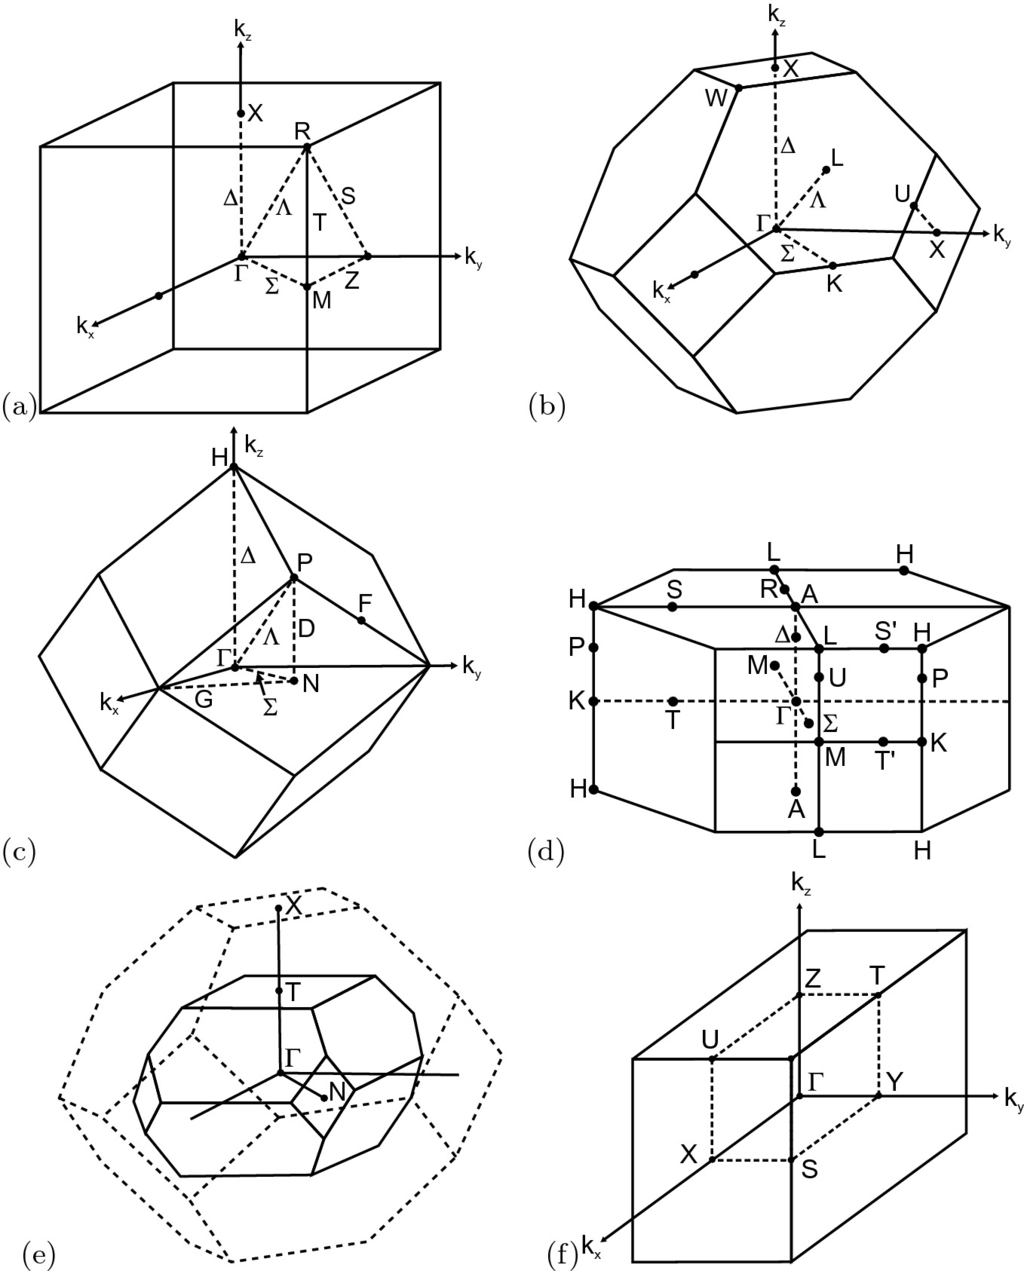 k_z
X
R
Δ
Λ
S
T
Γ
k_y
Σ
Z
M
k_x
(a)
k_z
X
W
Δ
L
Λ
U
Γ
X
k_y
Σ
k_x
K
(b)
k_z
H
Δ
P
F
Λ
D
Γ
k_y
N
k_x
G
Σ
(c)
L
H
R
H
S
A
Δ
L
S'
H
P
M
U
P
K
T
Γ
Σ
M
T'
K
H
A
L
H
(d)
X
T
Γ
N
(e)
k_z
Z
T
U
Γ
Y
k_y
X
S
k_x
(f)